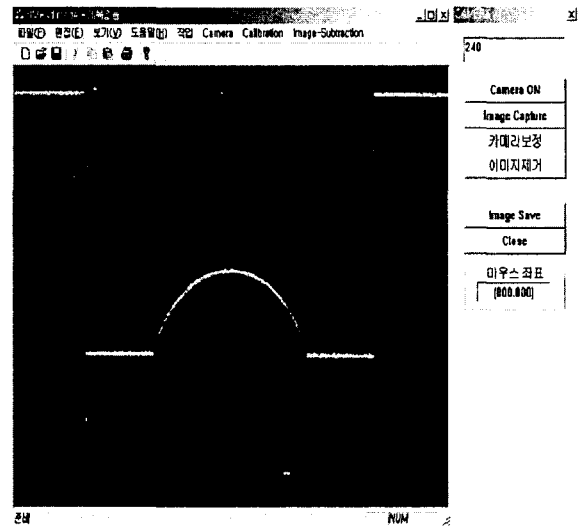 파일(F) 편집(E) 보기(V) 도움말(H) 작업 Camera Calibration Image-Subtraction
240
Camera ON
Image Capture
카메라보정
이미지제거
Image Save
Close
마우스 좌표
(800.800)
준비 NUM